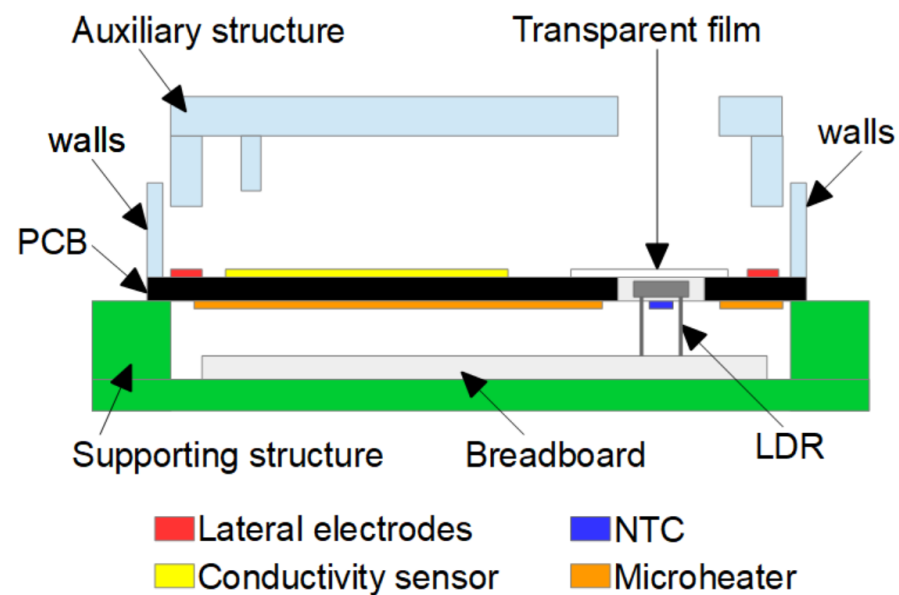 Auxiliary structure
Transparent film
walls
walls
PCB
Supporting structure
Breadboard
LDR
Lateral electrodes
NTC
Conductivity sensor
Microheater